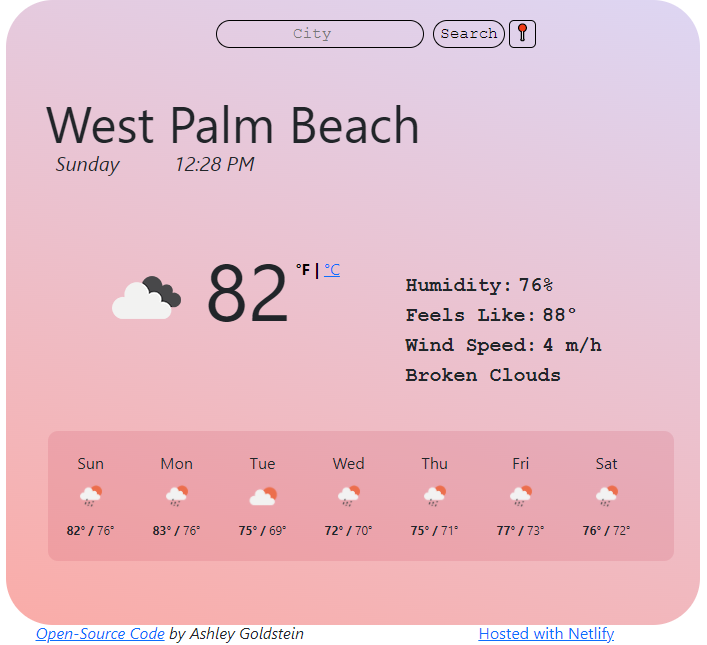 City Search
West Palm Beach
Sunday 12:28 PM
82 °F | °C
Humidity: 76%
Feels Like: 88°
Wind Speed: 4 m/h
Broken Clouds
Sun Mon Tue Wed Thu Fri Sat
82° / 76° 83° / 76° 75° / 69° 72° / 70° 75° / 71° 77° / 73° 76° / 72°
Open-Source Code by Ashley Goldstein Hosted with Netlify